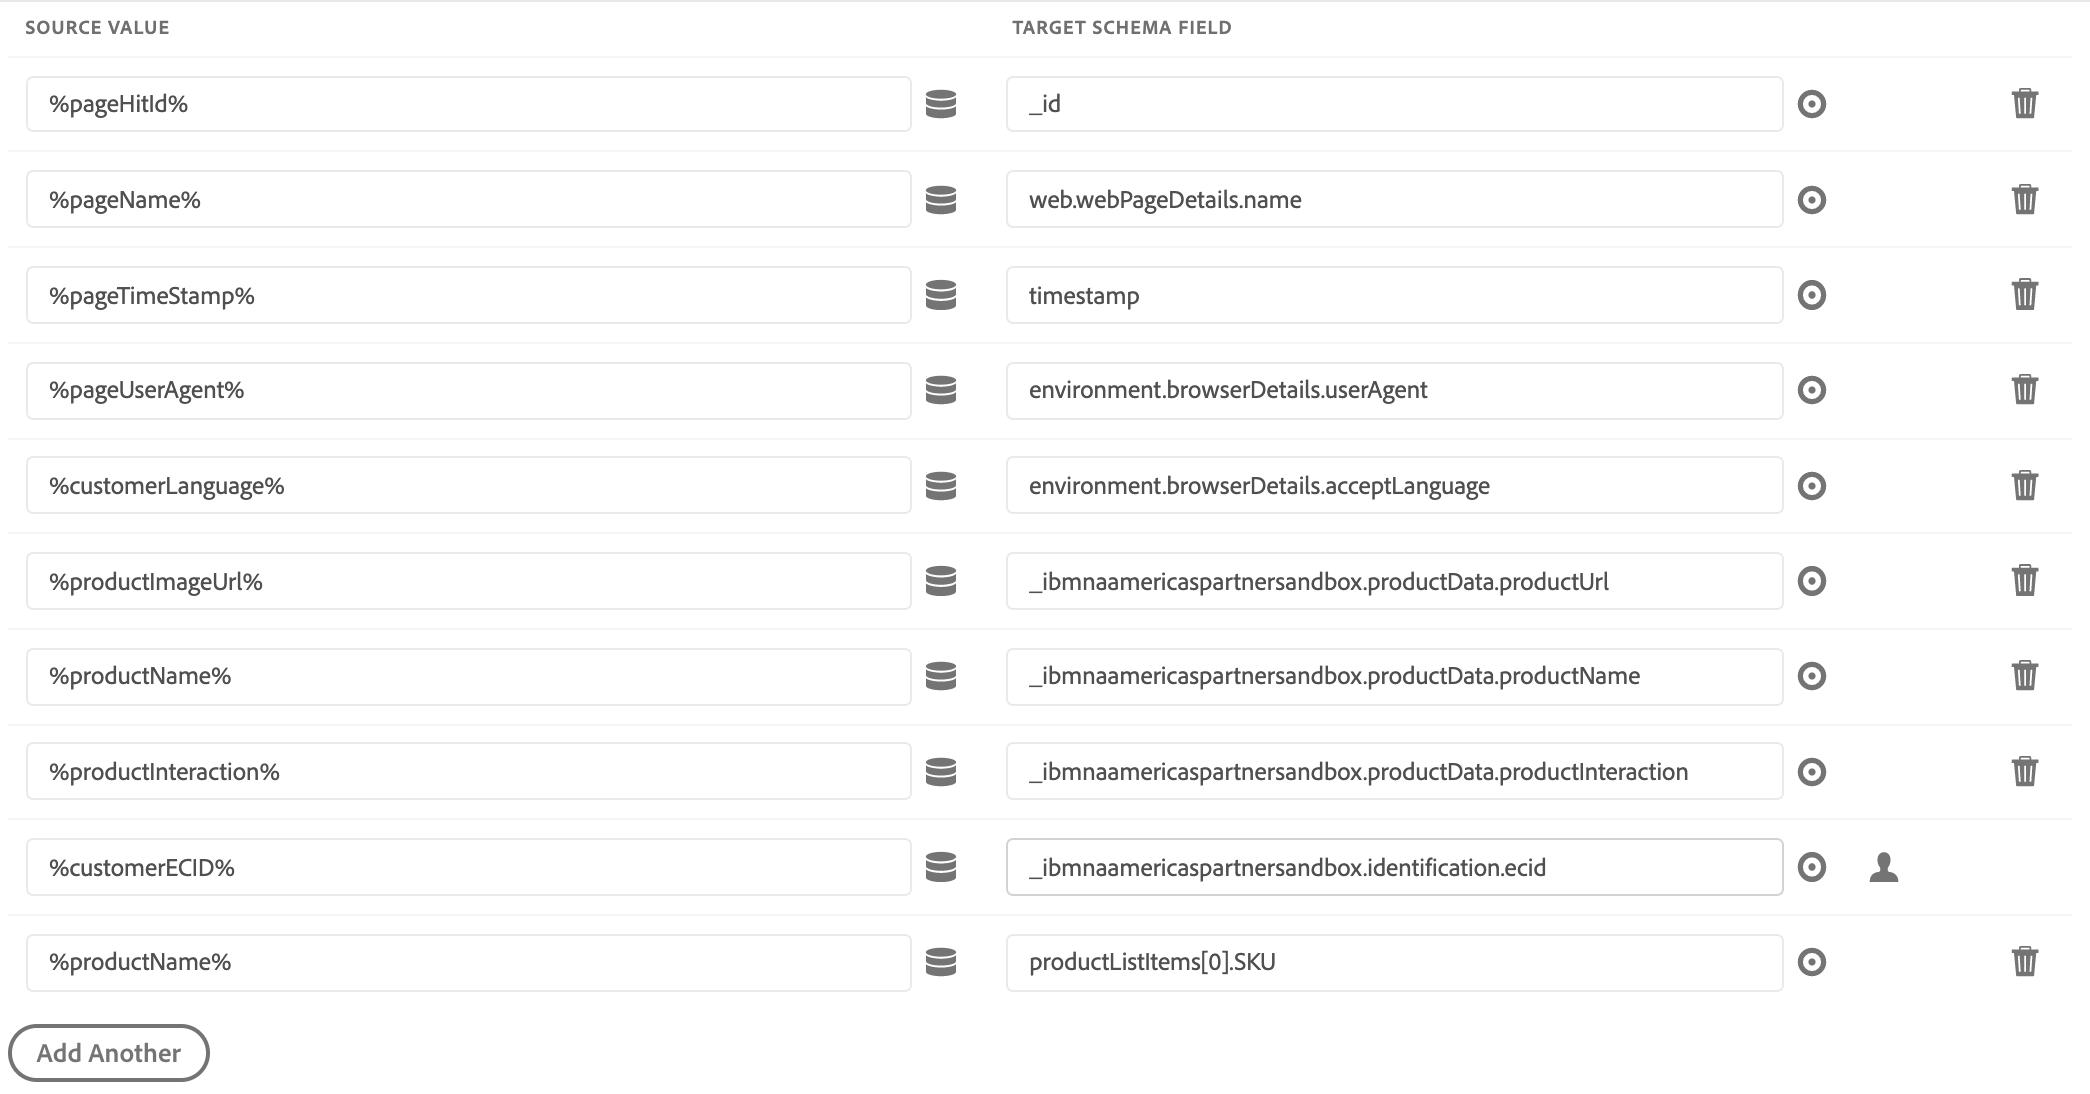 SOURCE VALUE TARGET SCHEMA FIELD
%pageHitId% _id
%pageName% web.webPageDetails.name
%pageTimeStamp% timestamp
%pageUserAgent% environment.browserDetails.userAgent
%customerLanguage% environment.browserDetails.acceptLanguage
%productImageUrl% _ibmnaamericaspartnersandbox.productData.productUrl
%productName% _ibmnaamericaspartnersandbox.productData.productName
%productInteraction% _ibmnaamericaspartnersandbox.productData.productInteraction
%customerECID% _ibmnaamericaspartnersandbox.identification.ecid
%productName% productListItems[0].SKU
Add Another